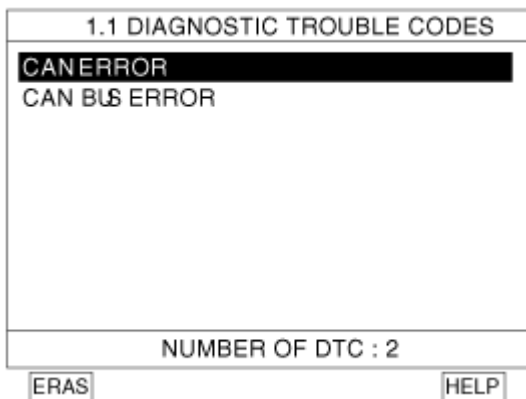 1.1 DIAGNOSTIC TROUBLE CODES
CAN ERROR
CAN BUS ERROR
NUMBER OF DTC : 2
ERAS HELP